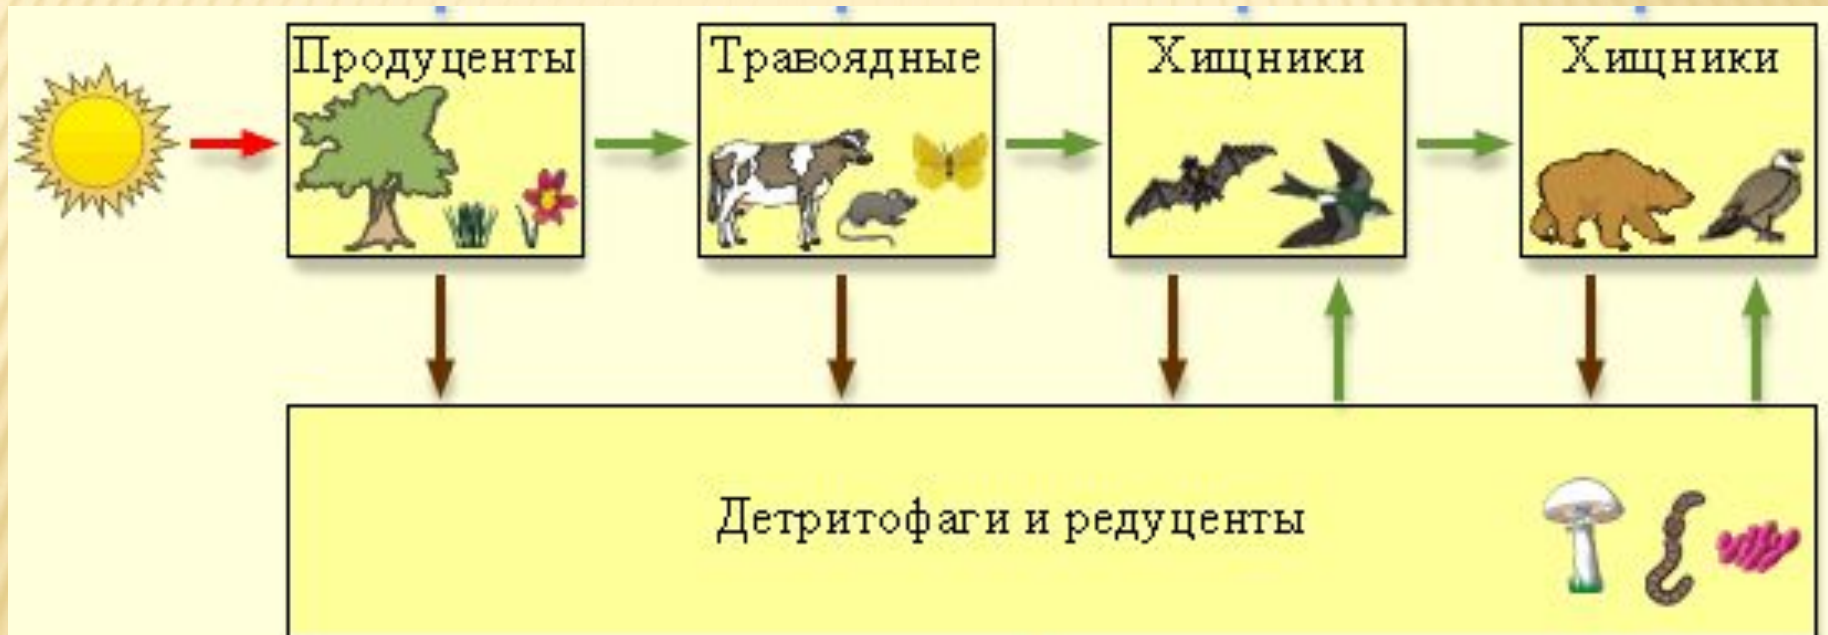 Продуценты
Травоядные
Хищники
Хищники
Детритофаги и редуценты